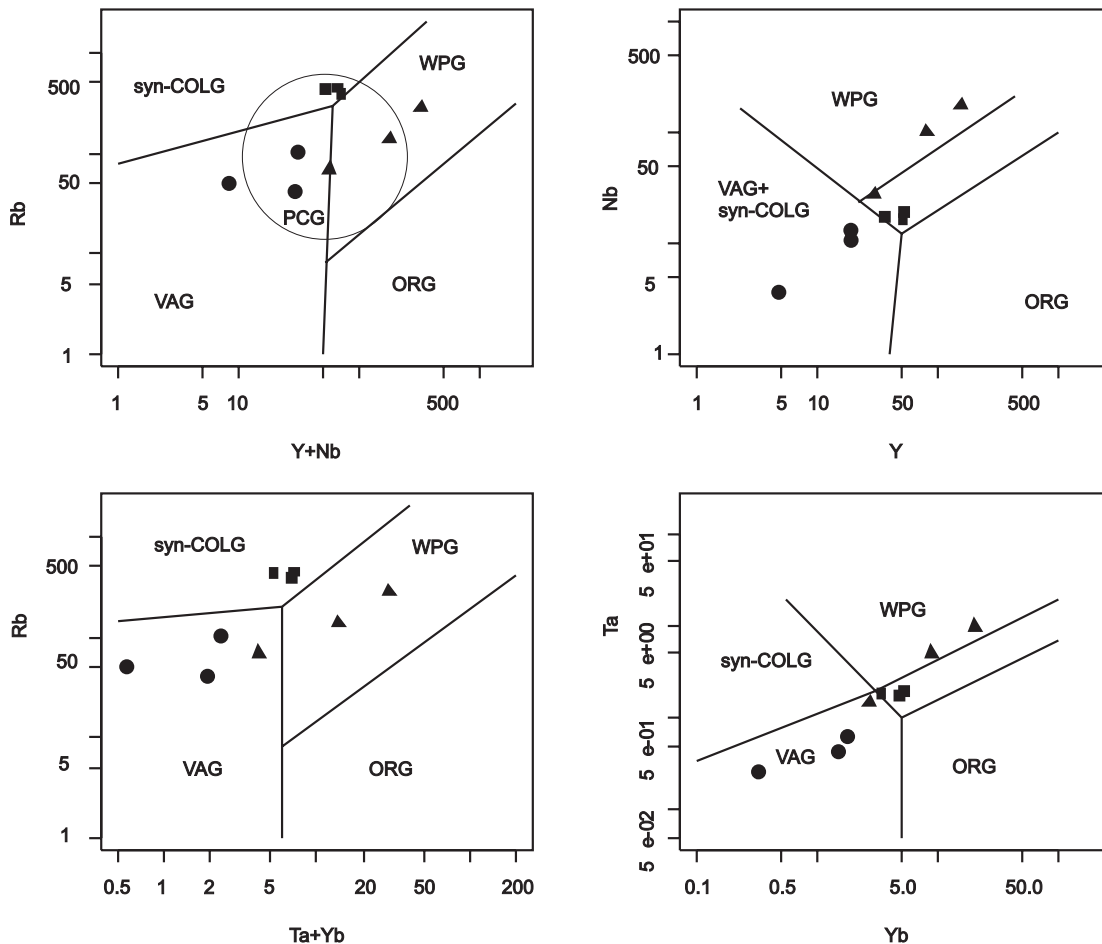 syn-COLG
WPG
PCG
VAG
ORG
Rb
500
50
5
1
1 5 10 500
Y+Nb
WPG
VAG+
syn-COLG
ORG
Nb
500
50
5
1
1 5 10 50 500
Y
syn-COLG
WPG
VAG
ORG
Rb
500
50
5
1
0.5 1 2 5 20 50 200
Ta+Yb
WPG
syn-COLG
VAG
ORG
Ta
5 e-02 5 e-01 5 e+00 5 e+01
0.1 0.5 5.0 50.0
Yb